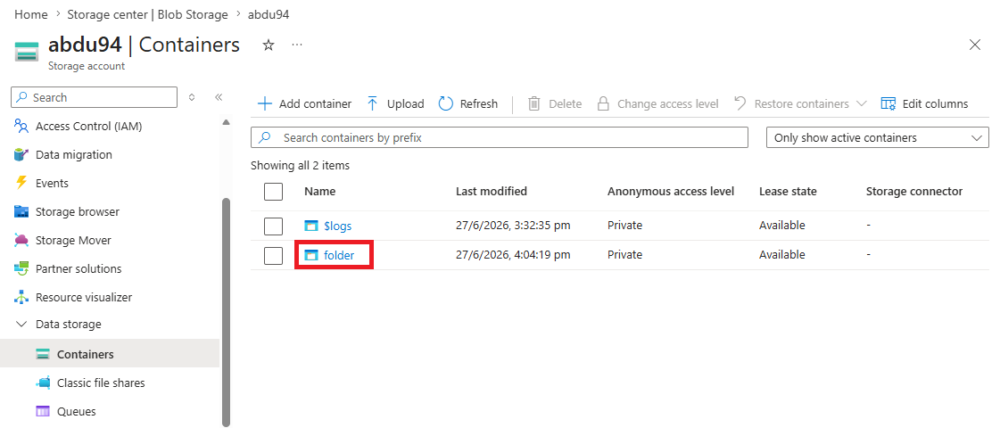 Home > Storage center | Blob Storage > abdu94
abdu94 | Containers
Storage account
Search
Access Control (IAM)
Data migration
Events
Storage browser
Storage Mover
Partner solutions
Resource visualizer
Data storage
Containers
Classic file shares
Queues
Add container Upload Refresh Delete Change access level Restore containers Edit columns
Search containers by prefix Only show active containers
Showing all 2 items
Name Last modified Anonymous access level Lease state Storage connector
$logs 27/6/2026, 3:32:35 pm Private Available -
folder 27/6/2026, 4:04:19 pm Private Available -